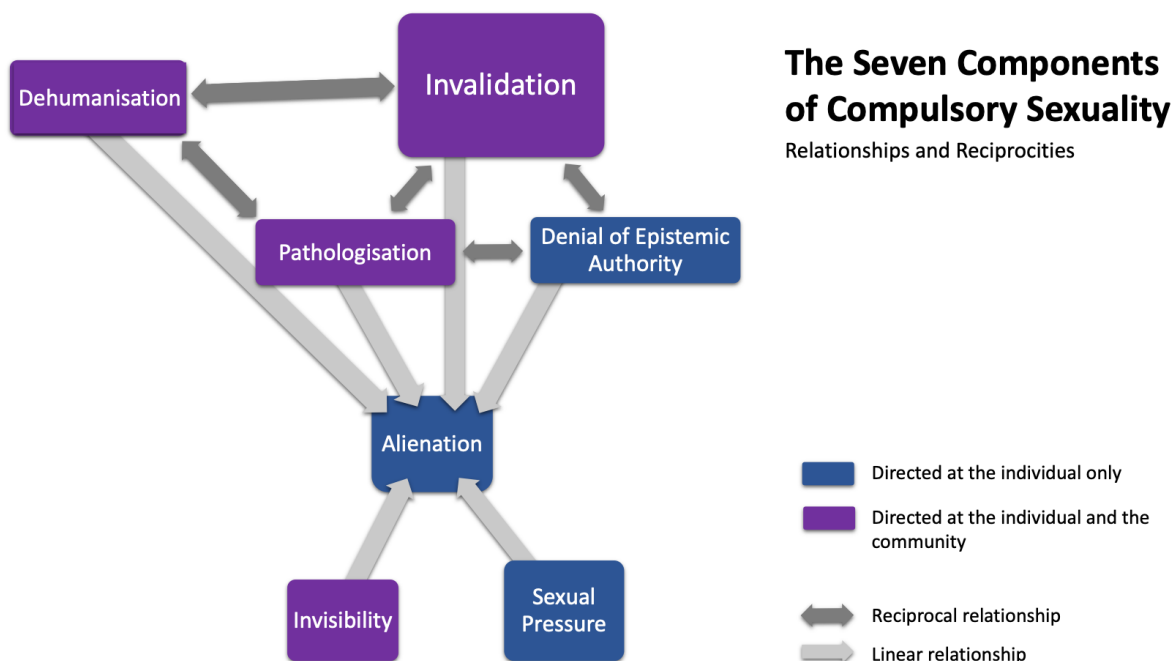 The Seven Components
of Compulsory Sexuality
Relationships and Reciprocities
Dehumanisation
Invalidation
Pathologisation
Denial of Epistemic
Authority
Alienation
Invisibility
Sexual
Pressure
Directed at the individual only
Directed at the individual and the
community
Reciprocal relationship
Linear relationship